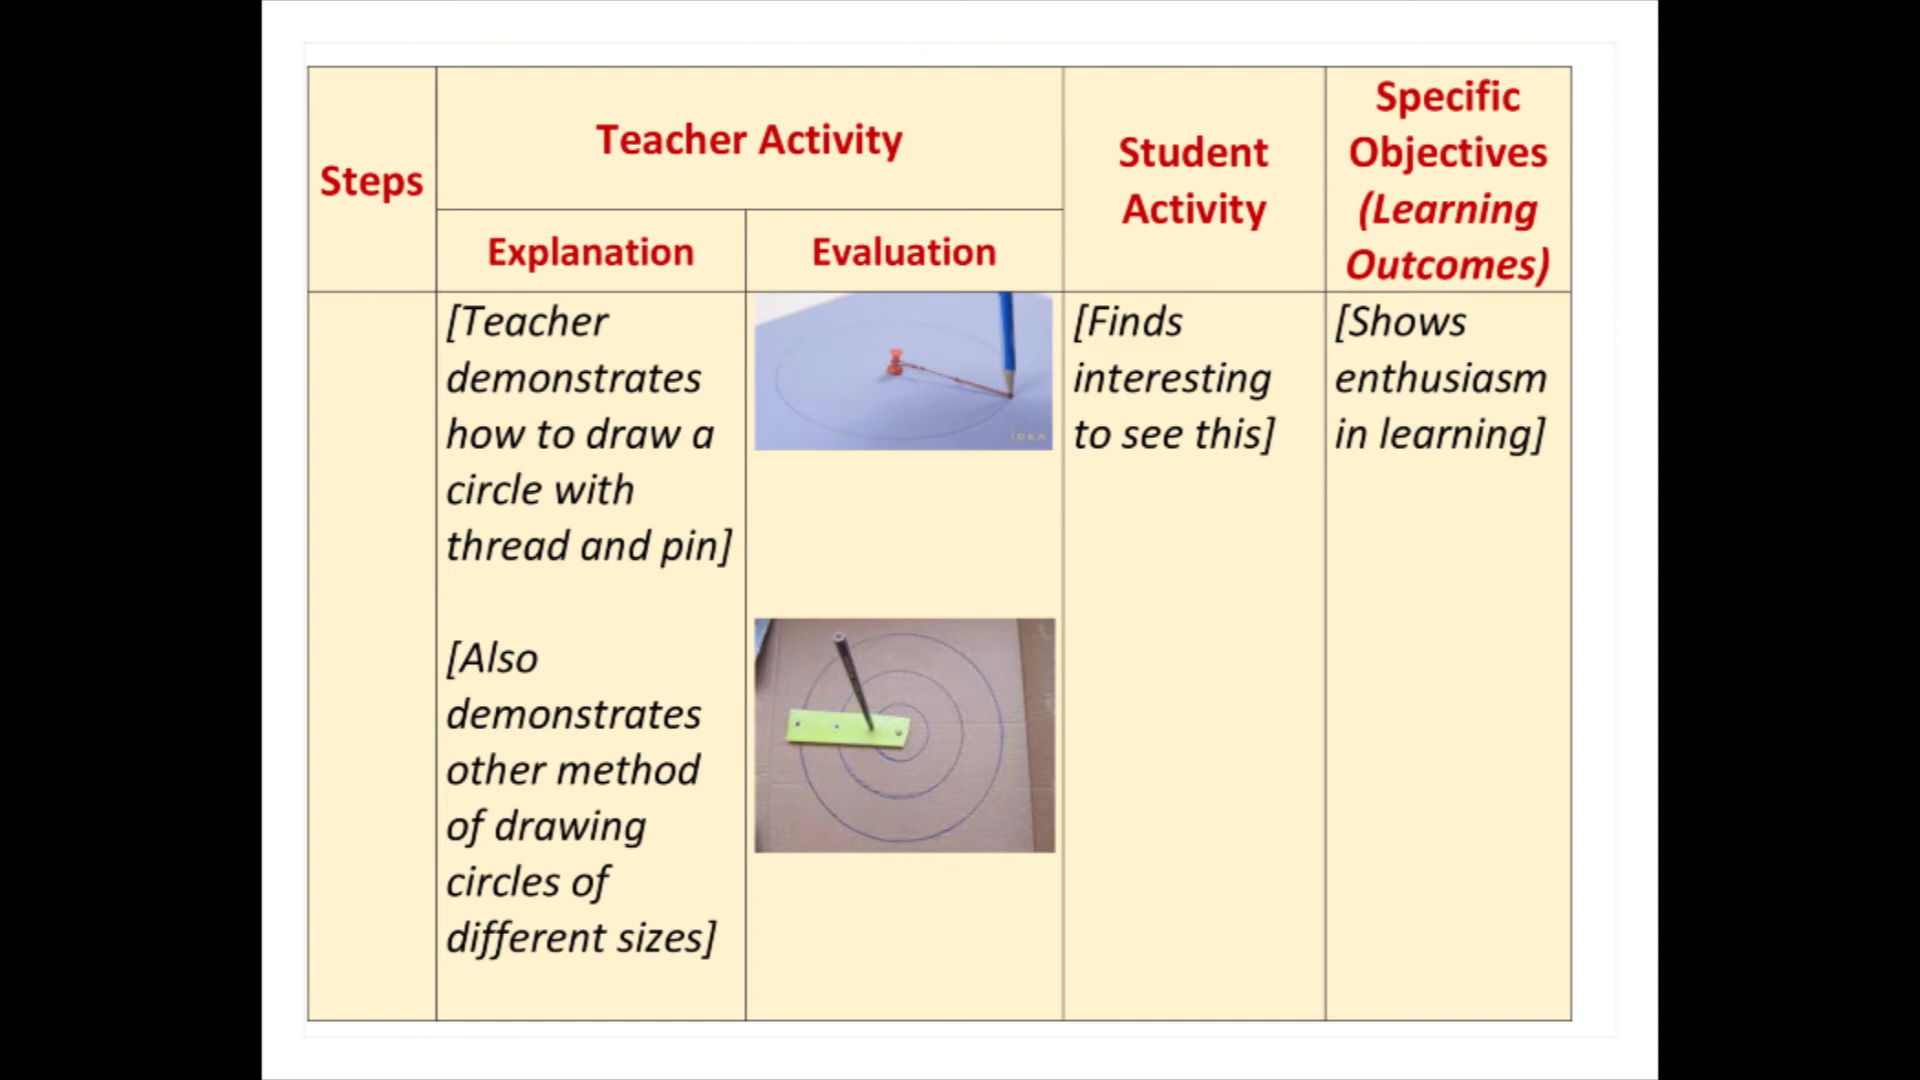 Steps
Teacher Activity
Explanation
Evaluation
Student
Activity
Specific
Objectives
(Learning
Outcomes)
[Teacher
demonstrates
how to draw a
circle with
thread and pin]
[Also
demonstrates
other method
of drawing
circles of
different sizes]
iDEA
[Finds
interesting
to see this]
[Shows
enthusiasm
in learning]